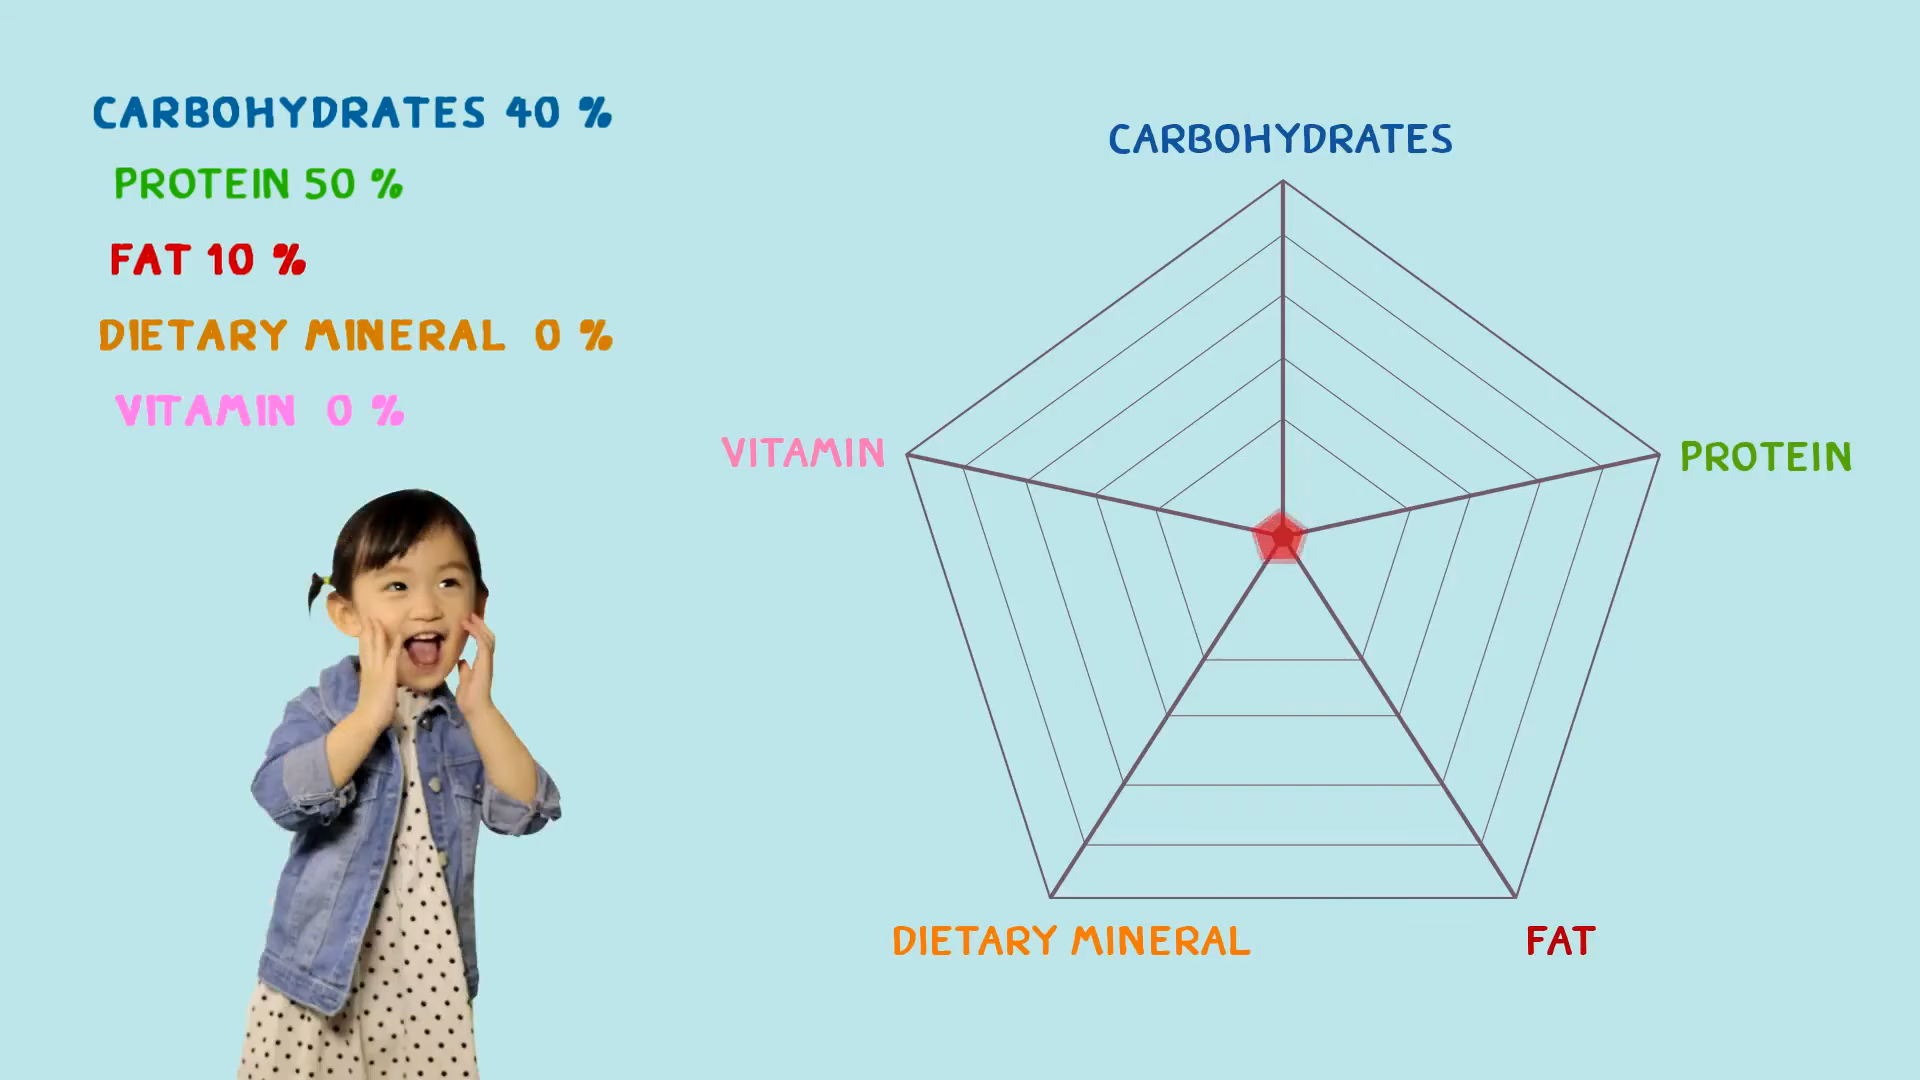 CARBOHYDRATES 40 %
PROTEIN 50 %
FAT 10 %
DIETARY MINERAL 0 %
VITAMIN 0 %
CARBOHYDRATES
VITAMIN
PROTEIN
DIETARY MINERAL
FAT